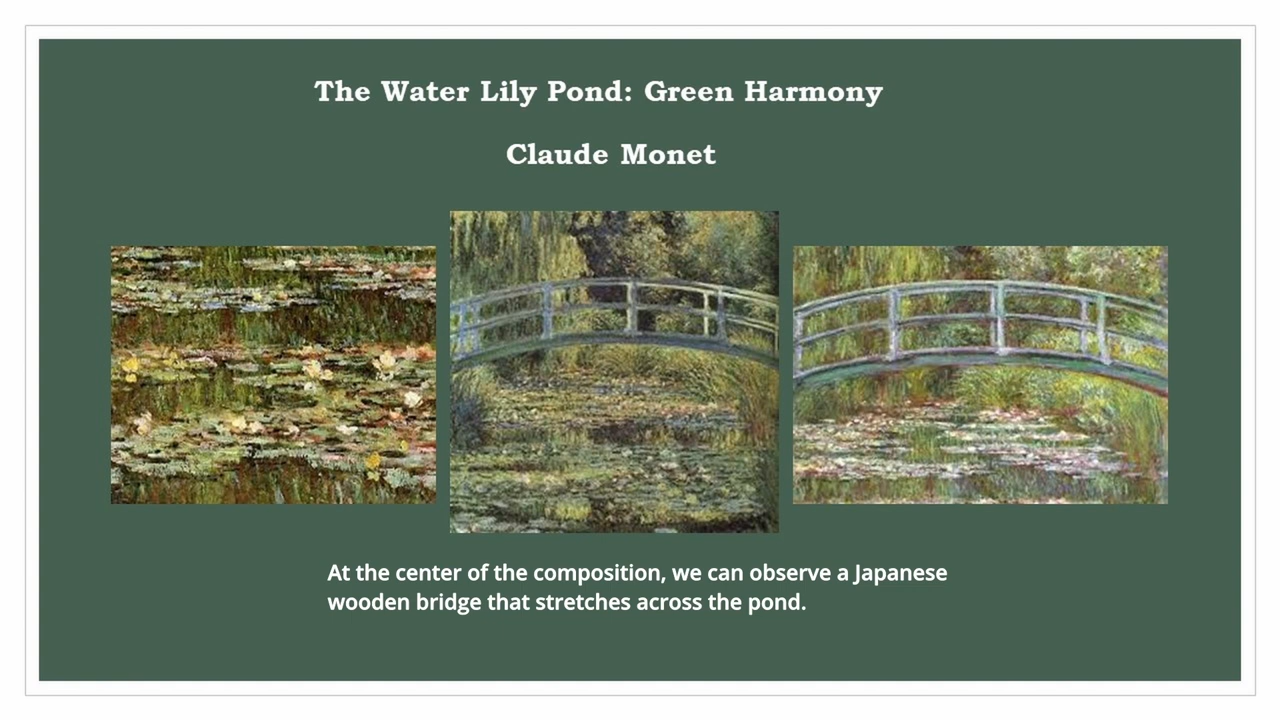 The Water Lily Pond: Green Harmony
Claude Monet
At the center of the composition, we can observe a Japanese
wooden bridge that stretches across the pond.